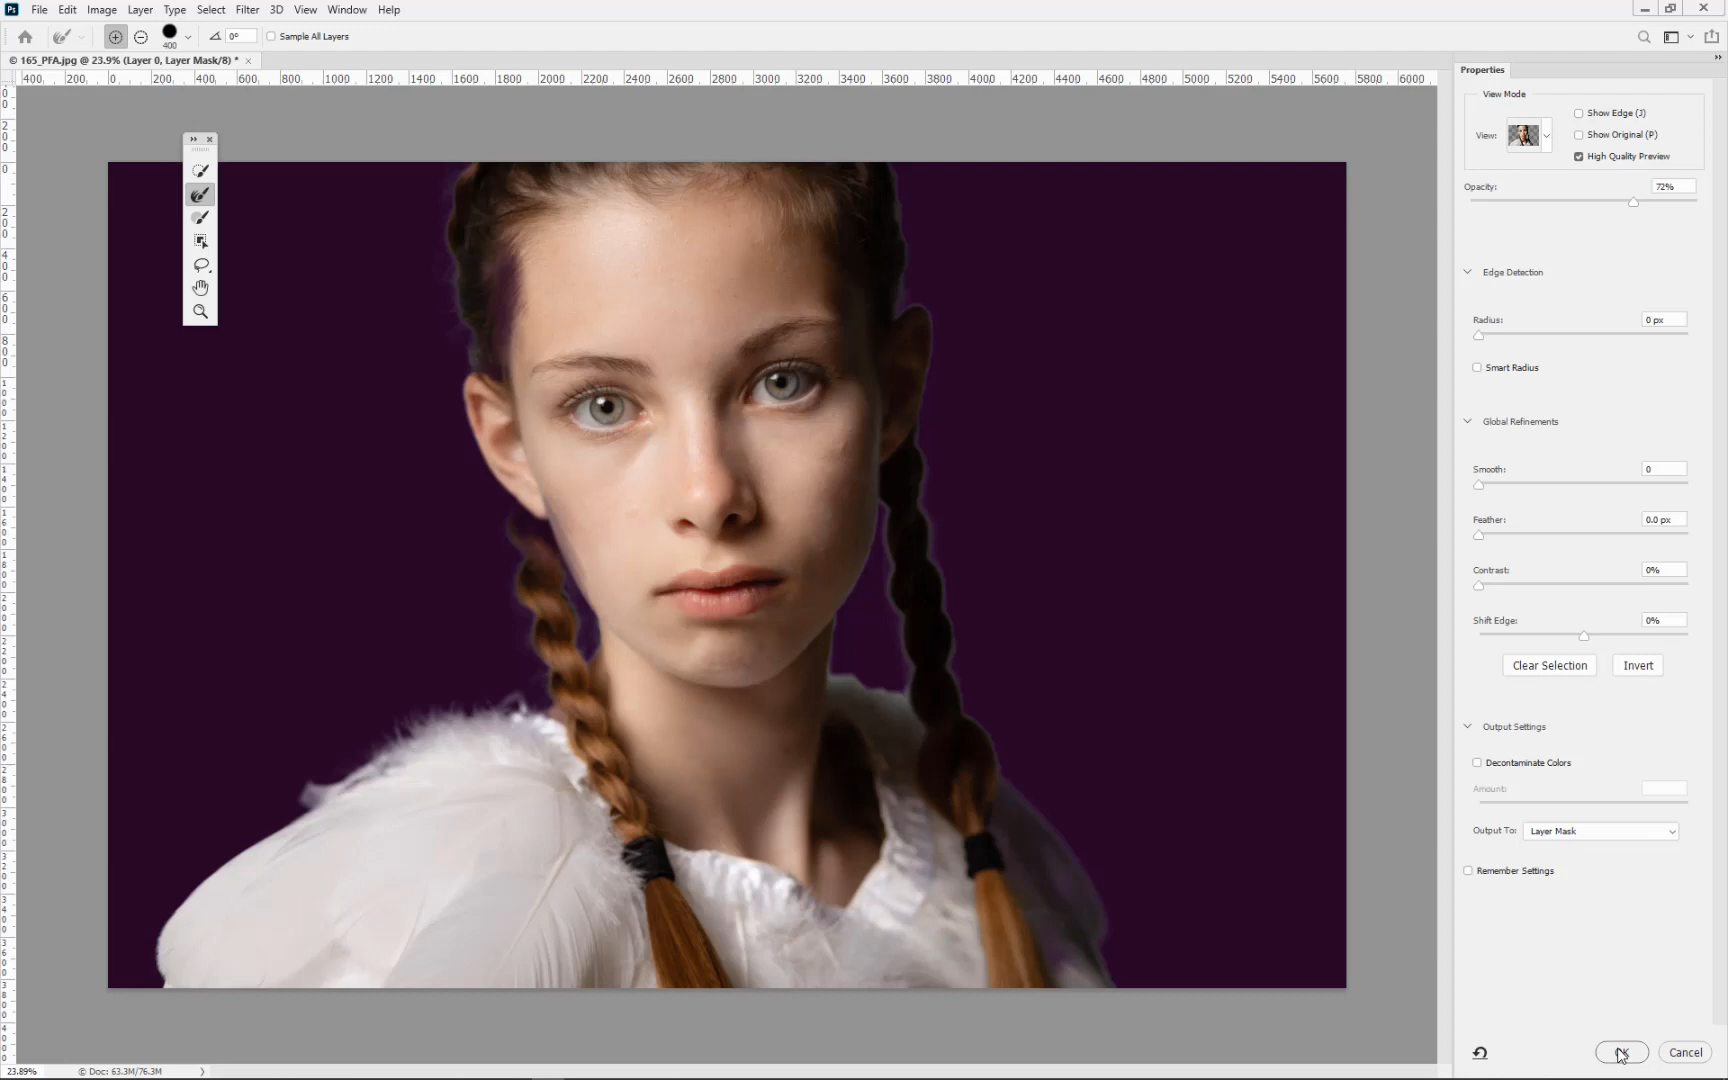 Ps File Edit Image Layer Type Select Filter 3D View Window Help
400 0° Sample All Layers
© 165_PFA.jpg @ 23.9% (Layer 0, Layer Mask/8) * ×
400 200 0 200 400 600 800 1000 1200 1400 1600 1800 2000 2200 2400 2600 2800 3000 3200 3400 3600 3800 4000 4200 4400 4600 4800 5000 5200 5400 5600 5800 6000
Properties
View Mode
View:
Show Edge (J)
Show Original (P)
High Quality Preview
Opacity: 72%
Edge Detection
Radius: 0 px
Smart Radius
Global Refinements
Smooth: 0
Feather: 0.0 px
Contrast: 0%
Shift Edge: 0%
Clear Selection Invert
Output Settings
Decontaminate Colors
Amount:
Output To: Layer Mask
Remember Settings
Cancel
23.89% © Doc: 63.3M/76.3M